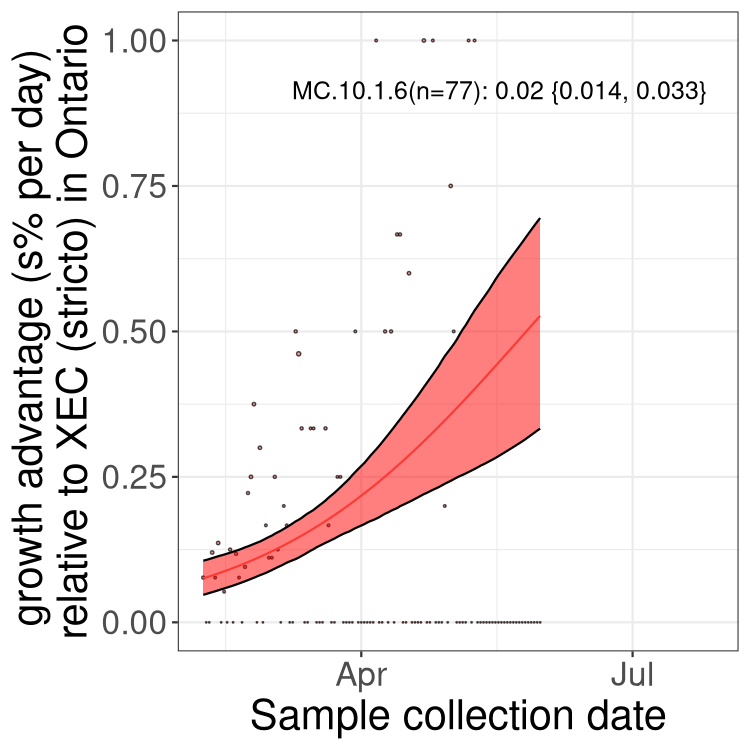 growth advantage (s% per day)
relative to XEC (stricto) in Ontario
1.00
0.75
0.50
0.25
0.00
MC.10.1.6(n=77): 0.02 {0.014, 0.033}
Apr
Jul
Sample collection date